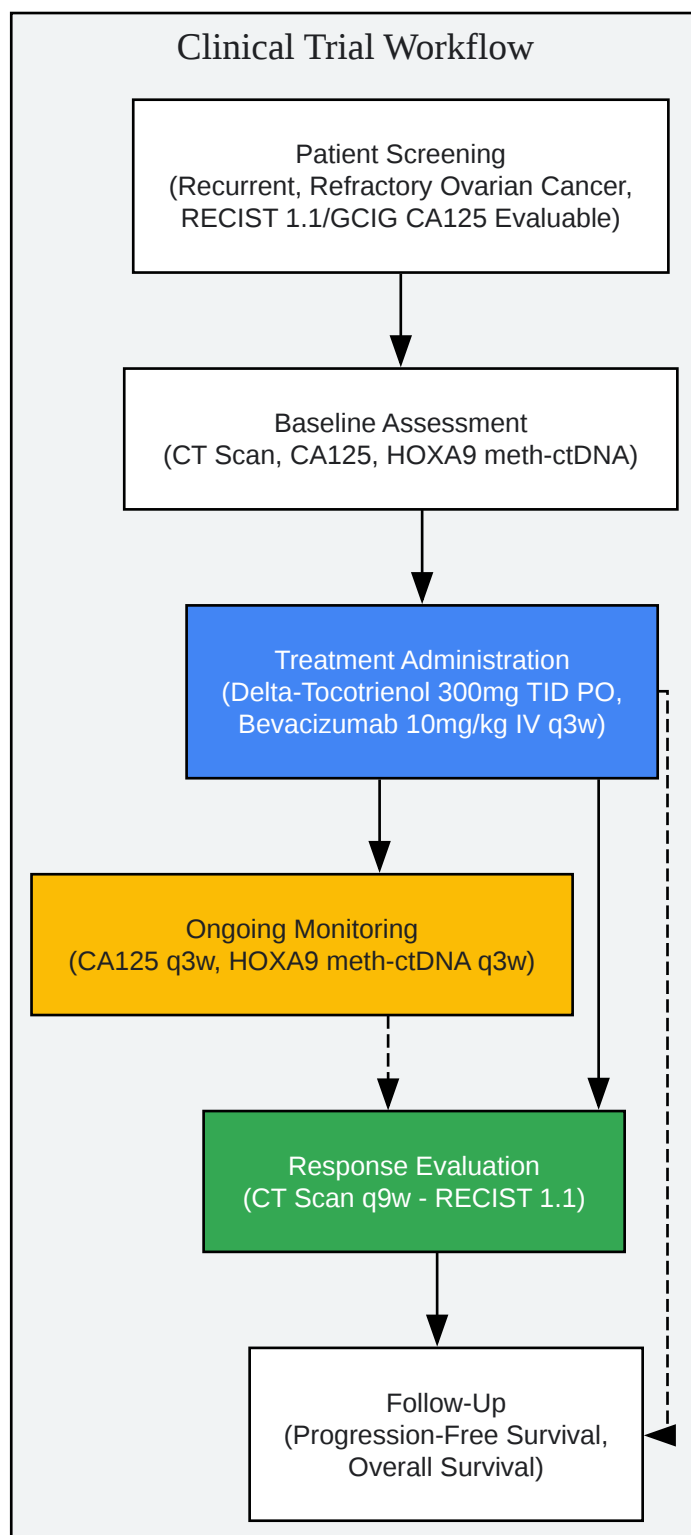 Clinical Trial Workflow
Patient Screening
(Recurrent, Refractory Ovarian Cancer,
RECIST 1.1/GCIG CA125 Evaluable)
Baseline Assessment
(CT Scan, CA125, HOXA9 meth-ctDNA)
Treatment Administration
(Delta-Tocotrienol 300mg TID PO,
Bevacizumab 10mg/kg IV q3w)
Ongoing Monitoring
(CA125 q3w, HOXA9 meth-ctDNA q3w)
Response Evaluation
(CT Scan q9w - RECIST 1.1)
Follow-Up
(Progression-Free Survival,
Overall Survival)